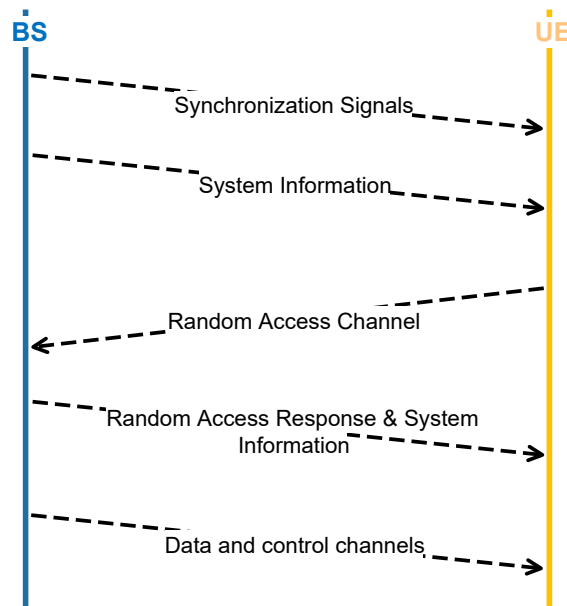 BS
UE
Synchronization Signals
System Information
Random Access Channel
Random Access Response & System
Information
Data and control channels